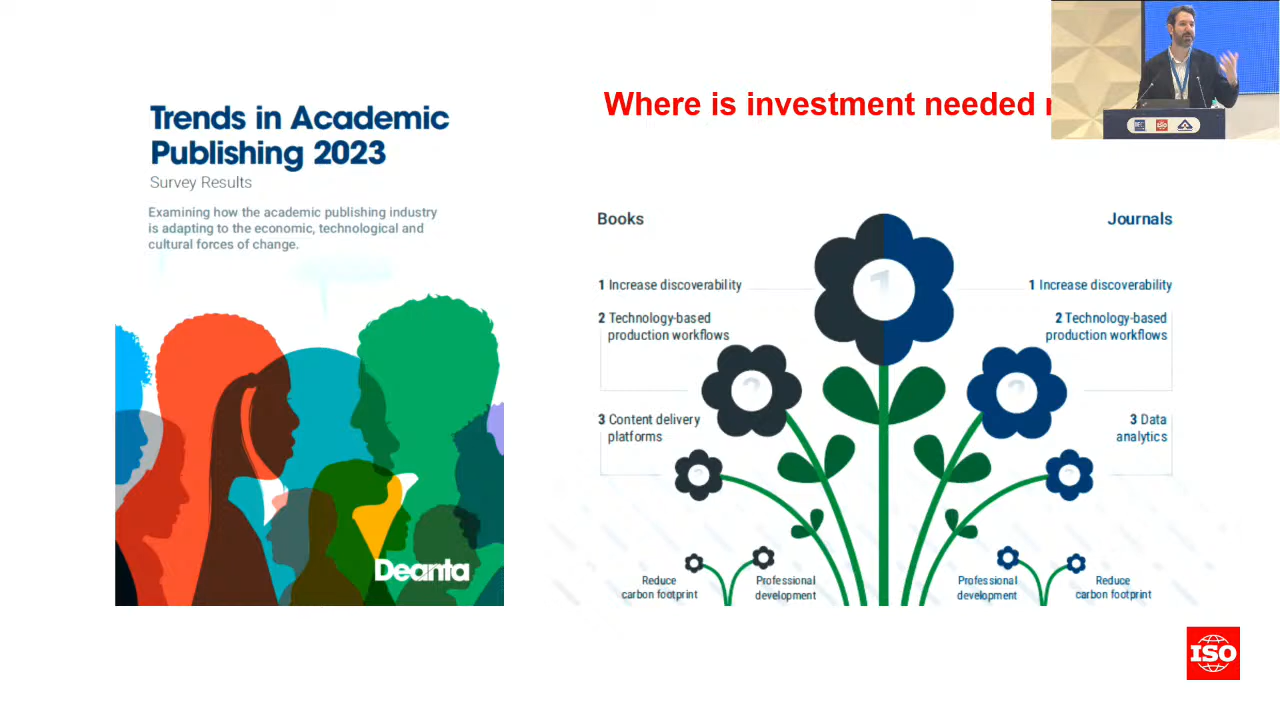 Trends in Academic
Publishing 2023
Survey Results
Examining how the academic publishing industry
is adapting to the economic, technological and
cultural forces of change.
Deanta
Where is investment needed
Books
Journals
1 Increase discoverability
2 Technology-based
production workflows
3 Content delivery
platforms
1
1 Increase discoverability
2 Technology-based
production workflows
3 Data
analytics
2
2
Reduce
carbon footprint
Professional
development
Professional
development
Reduce
carbon footprint
ISO